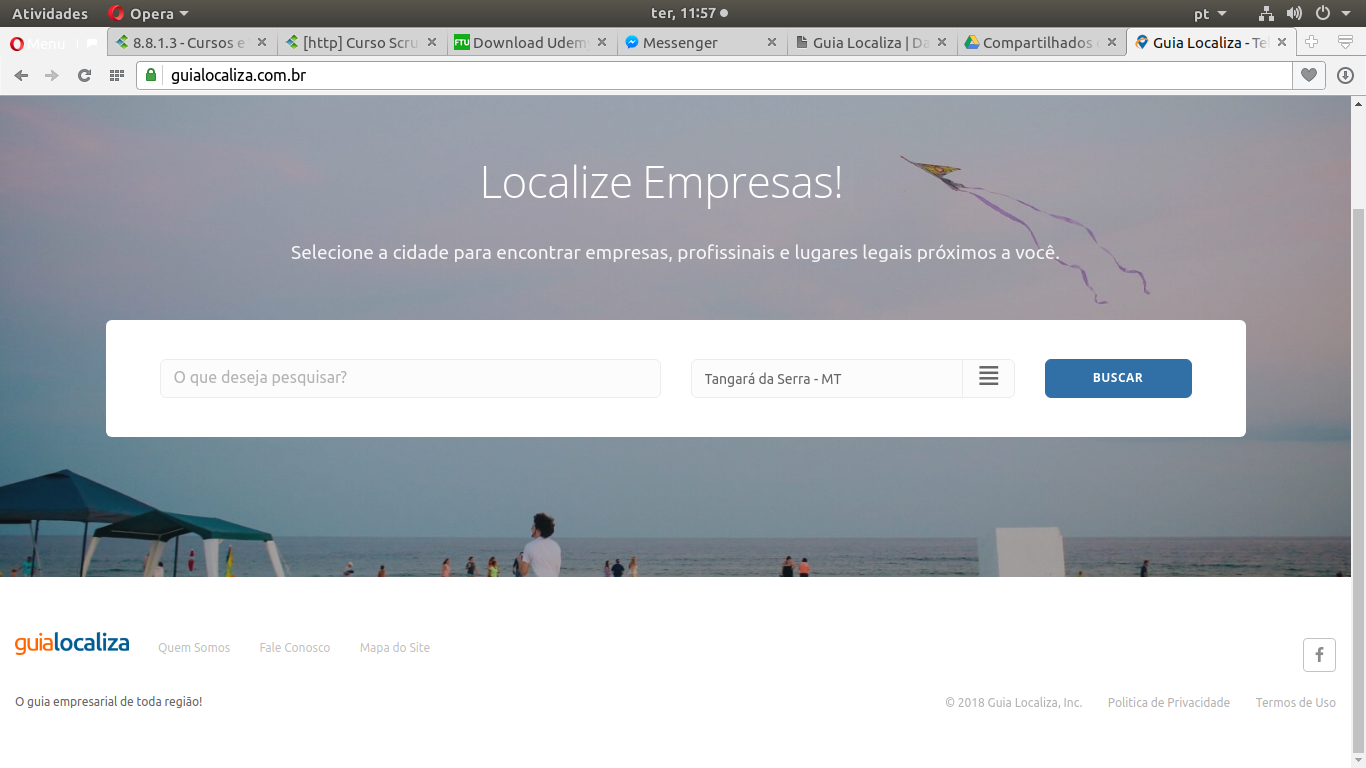 Atividades Opera ter, 11:57 pt
Menu 8.8.1.3 - Cursos e [http] Curso Scru Download Udem Messenger Guia Localiza | Da Compartilhados c Guia Localiza - Tel
guialocaliza.com.br
Localize Empresas!
Selecione a cidade para encontrar empresas, profissinais e lugares legais próximos a você.
O que deseja pesquisar? Tangará da Serra - MT BUSCAR
guialocaliza Quem Somos Fale Conosco Mapa do Site
O guia empresarial de toda região! © 2018 Guia Localiza, Inc. Politica de Privacidade Termos de Uso